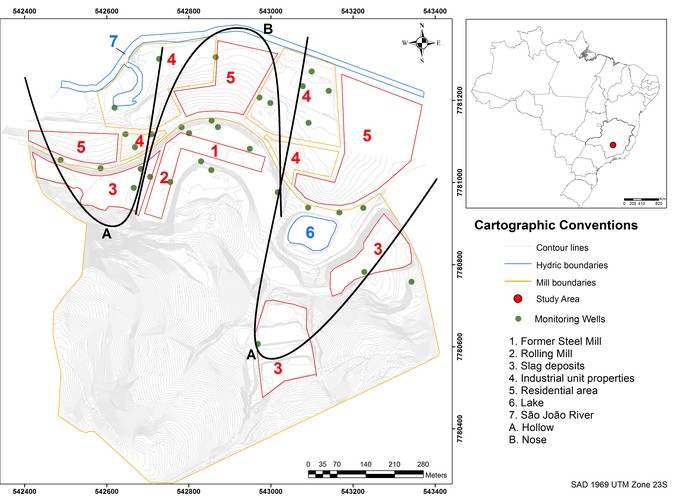 542400 542600 542800 543000 543200 543400
7
A
B
N
W E
S
4
5
4
5
4
5
4
1
3
2
6
3
A
3
A
7781200
7781000
7780800
7780600
7780400
0 35 70 140 210 280
Meters
0 205 410 820
Cartographic Conventions
Contour lines
Hydric boundaries
Mill boundaries
Study Area
Monitoring Wells
1. Former Steel Mill
2. Rolling Mill
3. Slag deposits
4. Industrial unit properties
5. Residential area
6. Lake
7. São João River
A. Hollow
B. Nose
542400 542600 542800 543000 543200 543400
SAD 1969 UTM Zone 23S